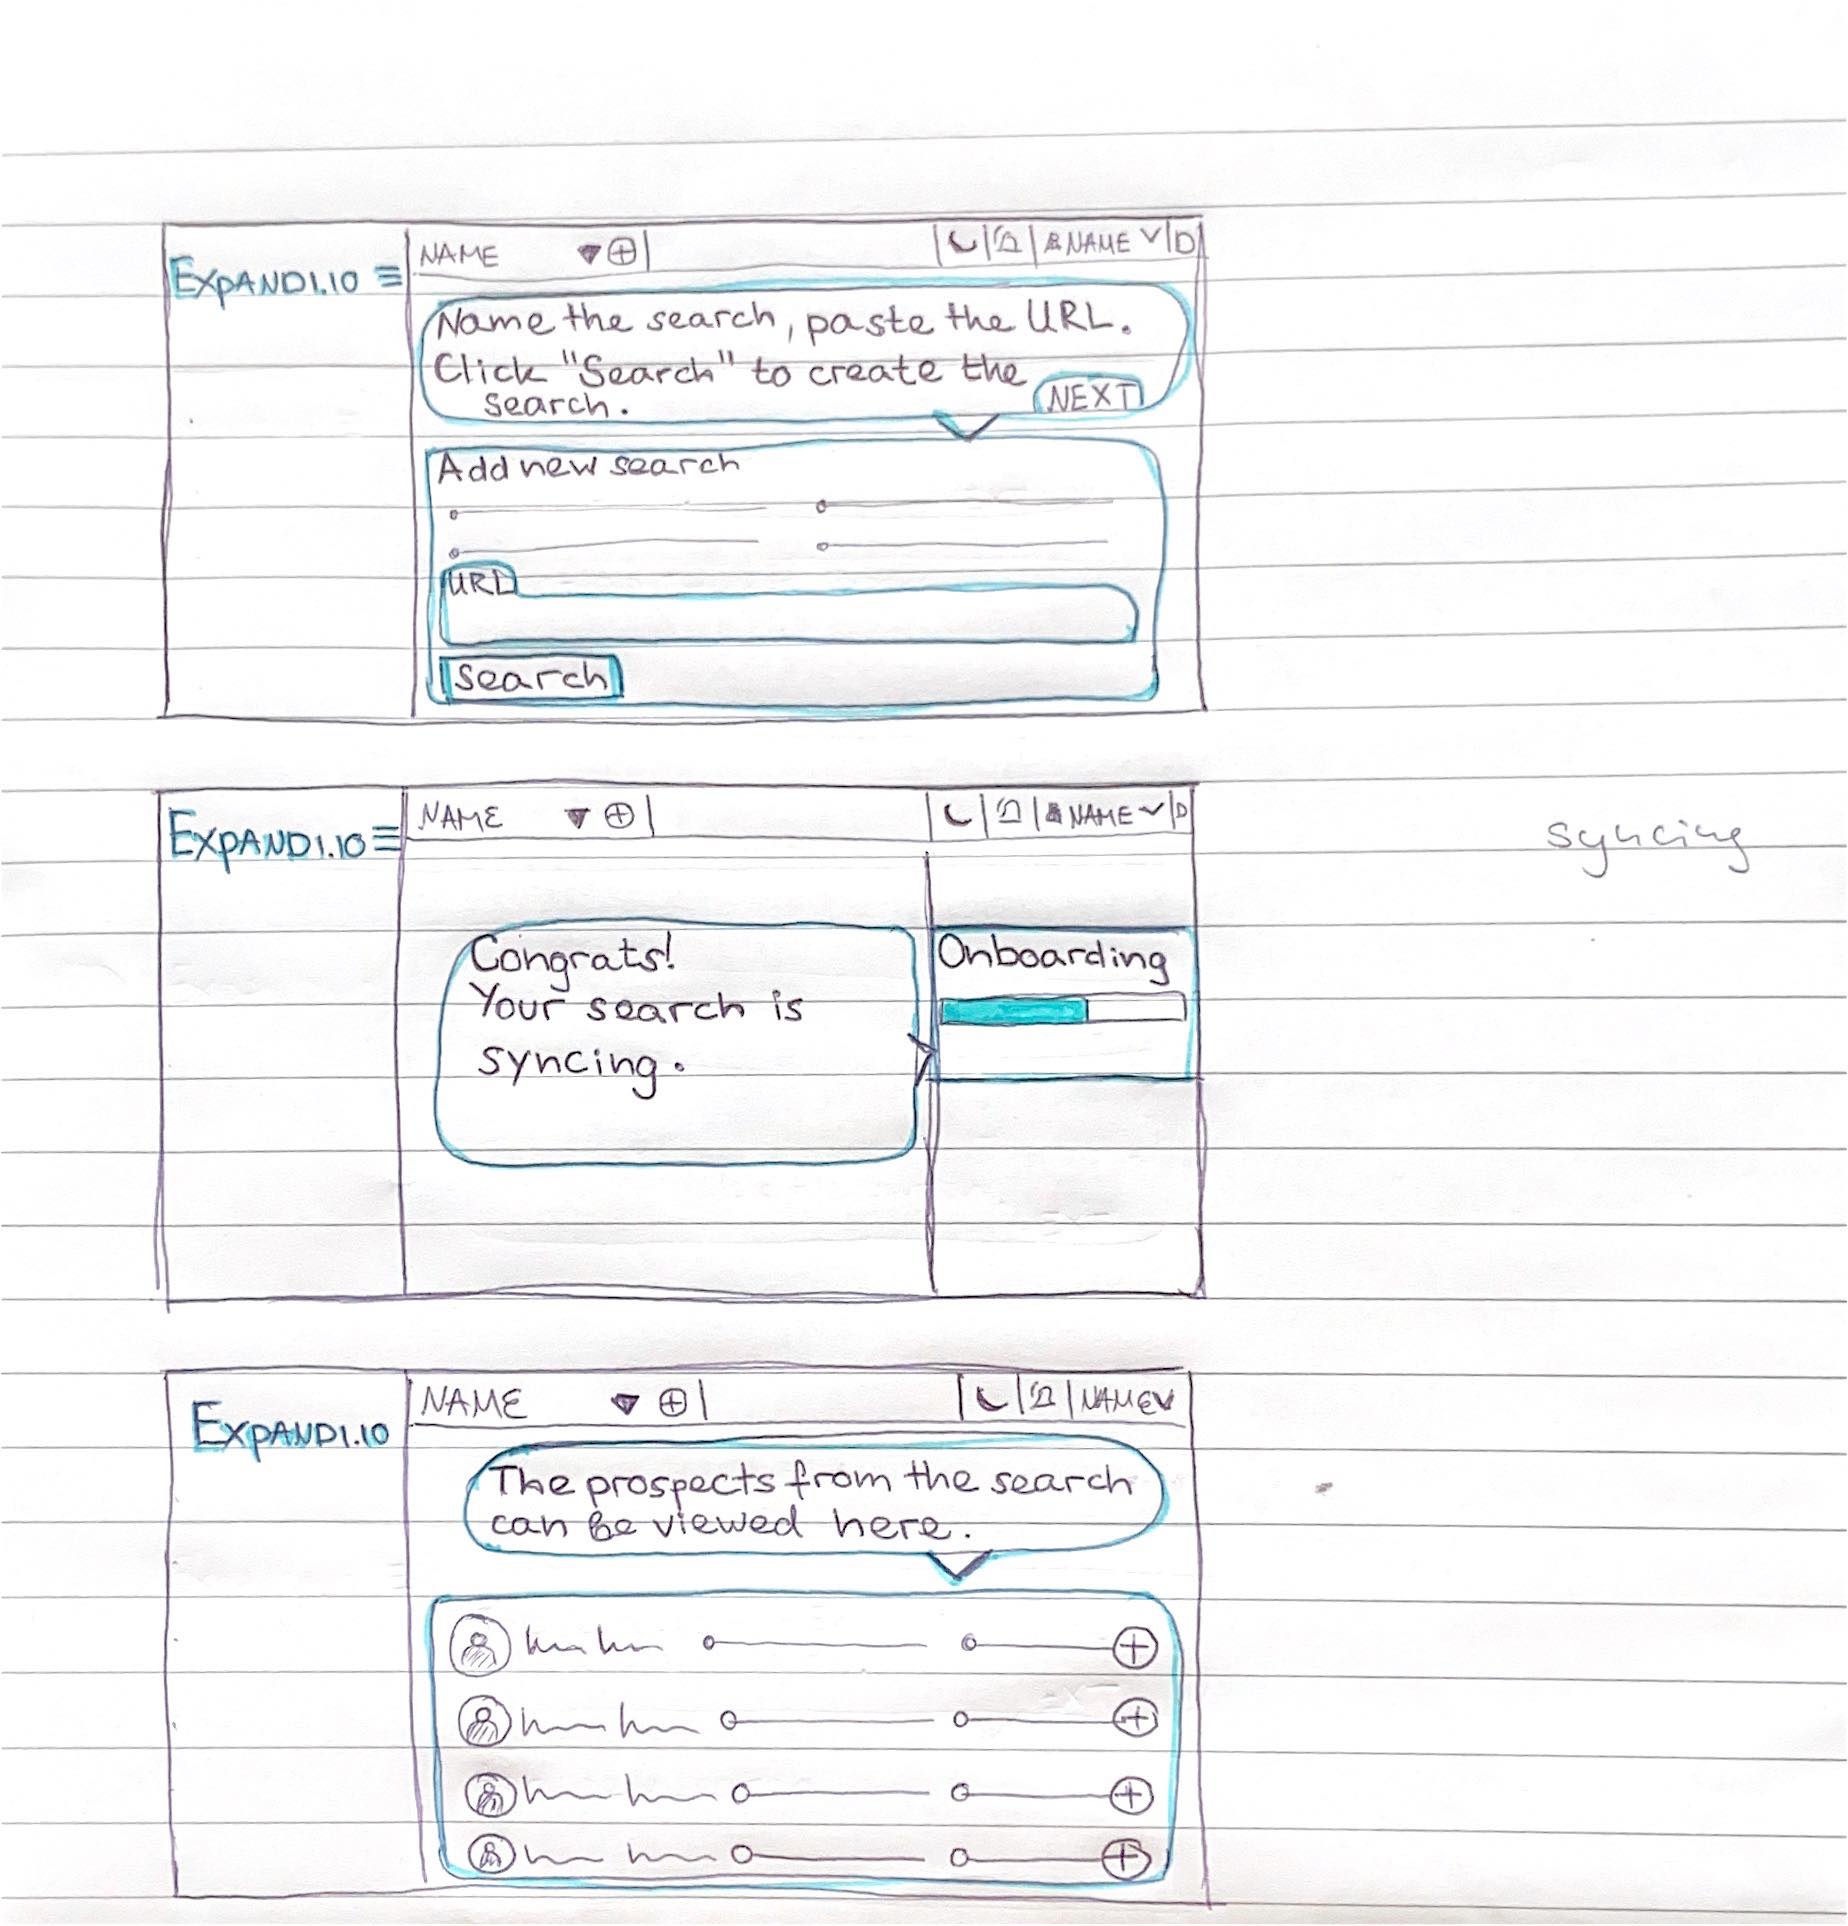 EXPANDI.IO
NAME
NAME
Name the search, paste the URL.
Click "Search" to create the
search.
NEXT
Add new search
URL
Search
EXPANDI.IO
NAME
NAME
syncing
Congrats!
Your search is
syncing.
Onboarding
EXPANDI.IO
NAME
NAME
The prospects from the search
can be viewed here.